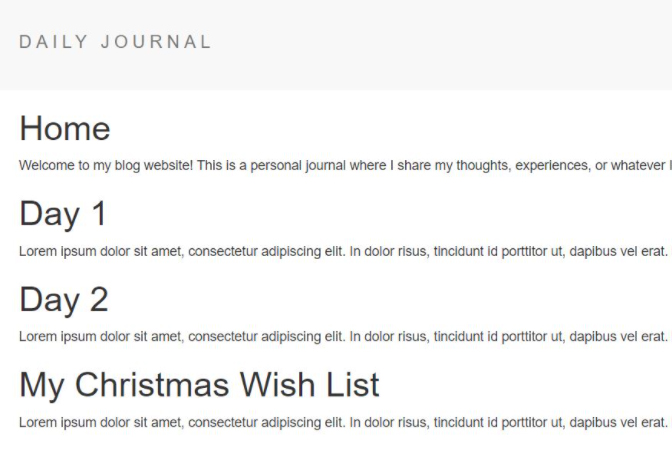 DAILY JOURNAL
Home
Welcome to my blog website! This is a personal journal where I share my thoughts, experiences, or whatever
Day 1
Lorem ipsum dolor sit amet, consectetur adipiscing elit. In dolor risus, tincidunt id porttitor ut, dapibus vel erat.
Day 2
Lorem ipsum dolor sit amet, consectetur adipiscing elit. In dolor risus, tincidunt id porttitor ut, dapibus vel erat.
My Christmas Wish List
Lorem ipsum dolor sit amet, consectetur adipiscing elit. In dolor risus, tincidunt id porttitor ut, dapibus vel erat.